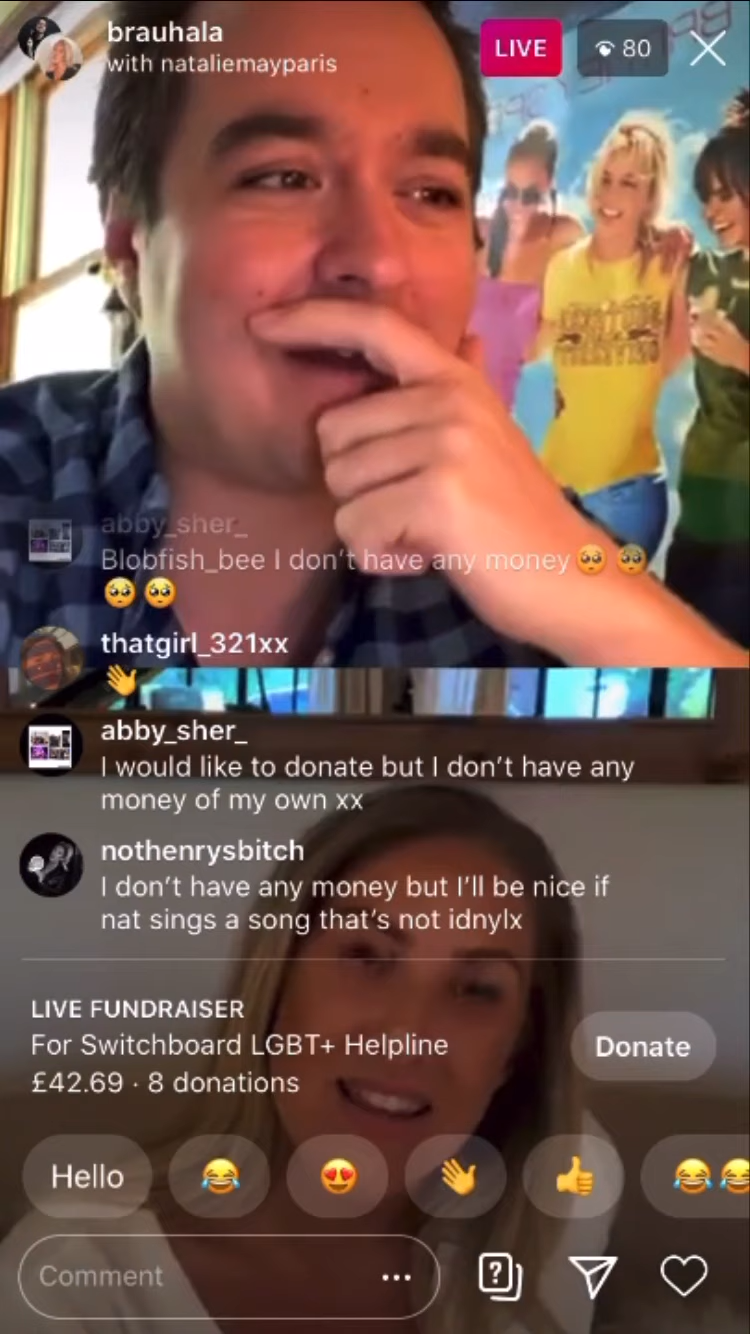 brauhala
with nataliemayparis
LIVE
80
abby_sher_
Blobfish_bee I don't have any money🥺 🥺
🥺 🥺
thatgirl_321xx
👋
abby_sher_
I would like to donate but I don't have any
money of my own xx
nothenrysbitch
I don't have any money but I'll be nice if
nat sings a song that's not idnylx
LIVE FUNDRAISER
For Switchboard LGBT+ Helpline
£42.69 · 8 donations
Donate
Hello
😂
😍
👋
👍
😂😂
Comment